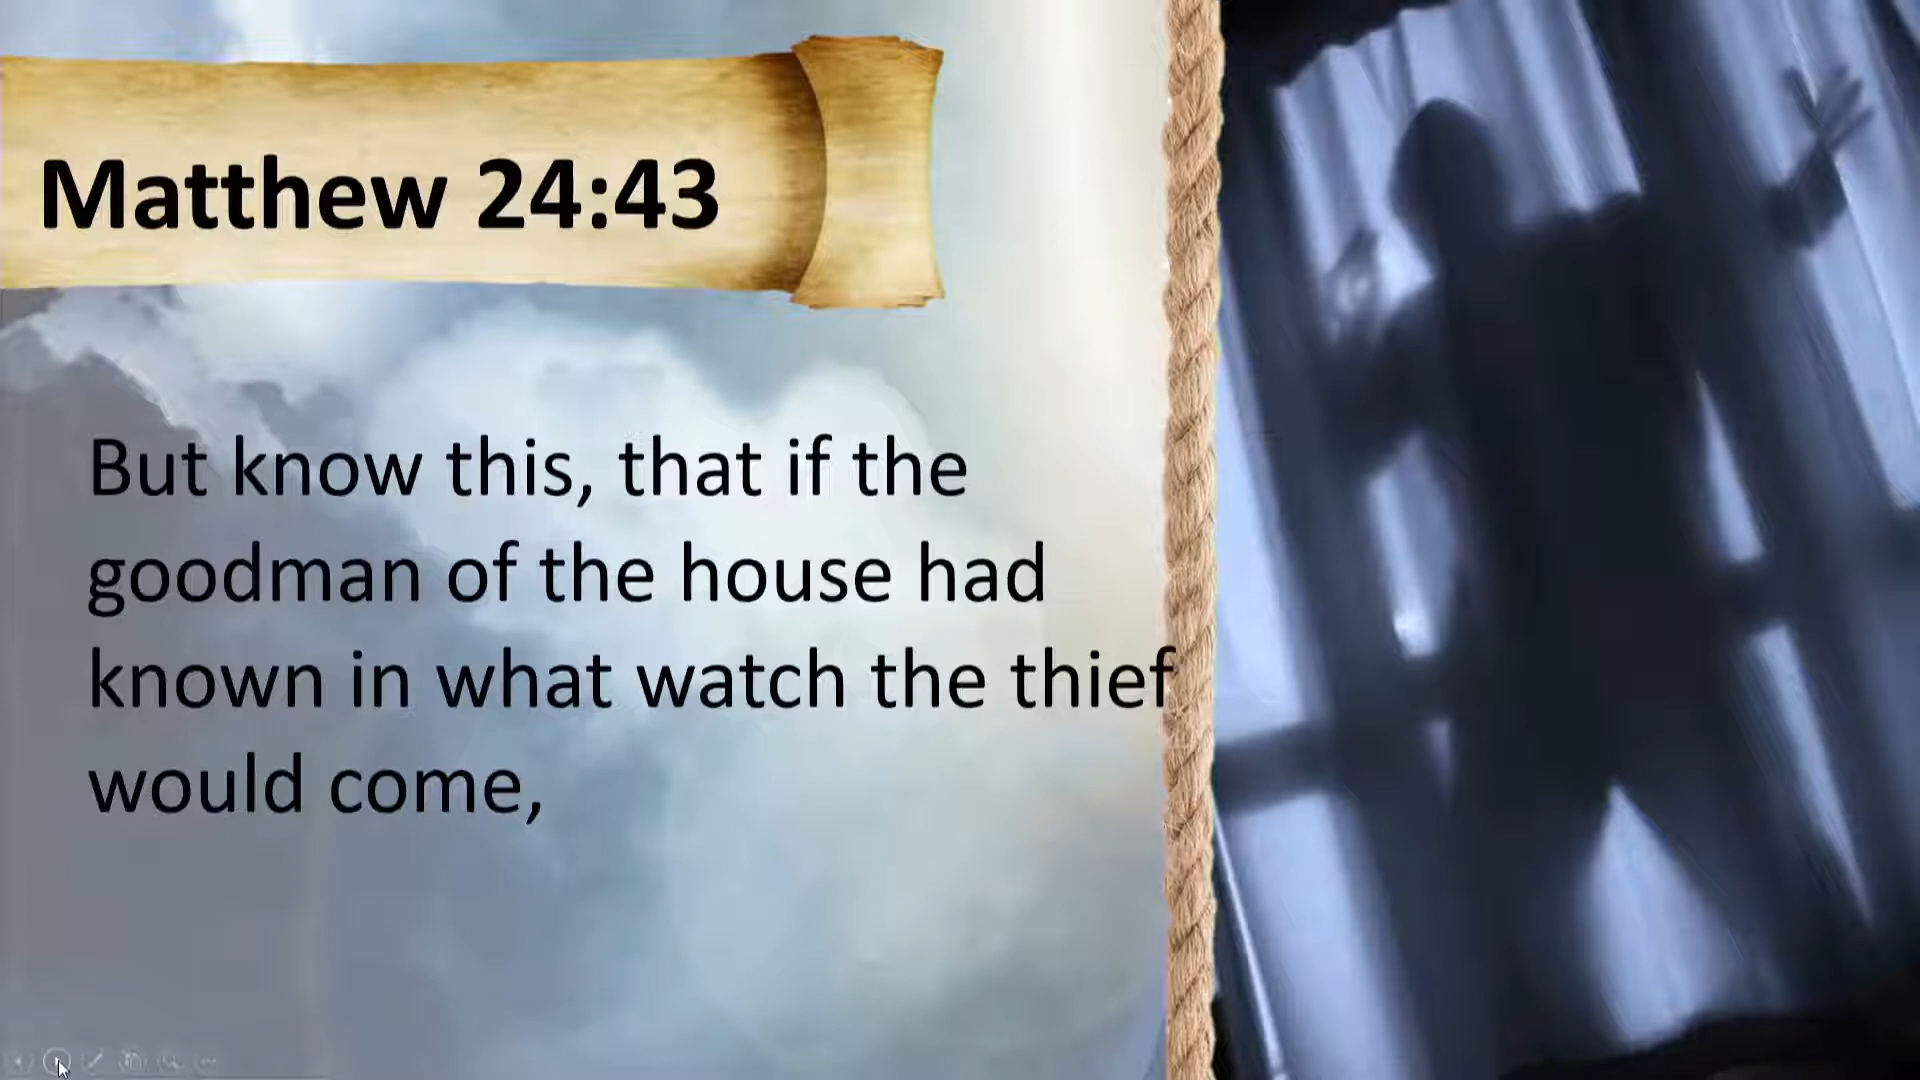 Matthew 24:43
But know this, that if the
goodman of the house had
known in what watch the thief
would come,